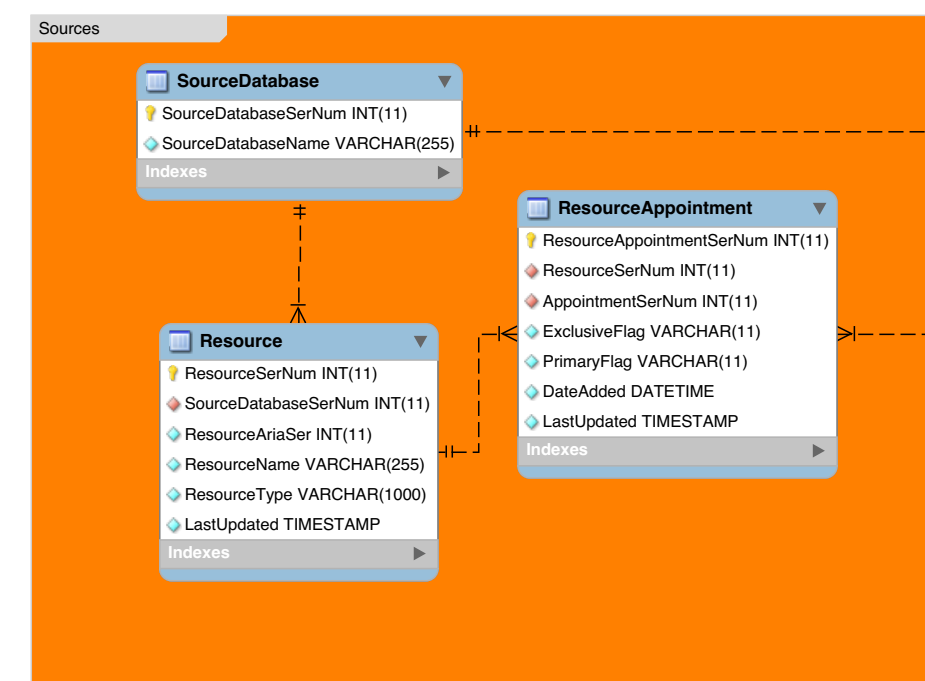 Sources
SourceDatabase
SourceDatabaseSerNum INT(11)
SourceDatabaseName VARCHAR(255)
Indexes
ResourceAppointment
ResourceAppointmentSerNum INT(11)
ResourceSerNum INT(11)
AppointmentSerNum INT(11)
ExclusiveFlag VARCHAR(11)
PrimaryFlag VARCHAR(11)
DateAdded DATETIME
LastUpdated TIMESTAMP
Indexes
Resource
ResourceSerNum INT(11)
SourceDatabaseSerNum INT(11)
ResourceAriaSer INT(11)
ResourceName VARCHAR(255)
ResourceType VARCHAR(1000)
LastUpdated TIMESTAMP
Indexes